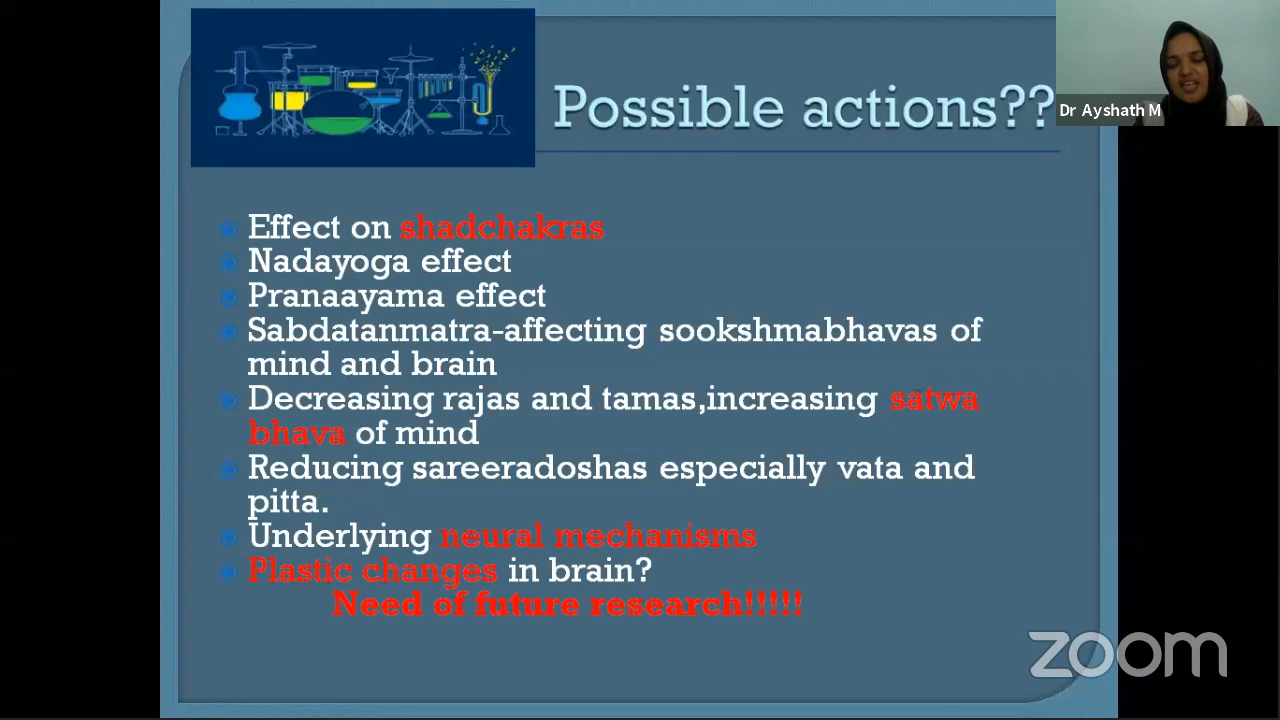 Possible actions??
Dr Ayshath M
Effect on shadchakras
Nadayoga effect
Pranaayama effect
Sabdatanmatra-affecting sookshmabhavas of
mind and brain
Decreasing rajas and tamas,increasing satwa
bhava of mind
Reducing sareeradoshas especially vata and
pitta.
Underlying neural mechanisms
Plastic changes in brain?
Need of future research!!!!!
zoom